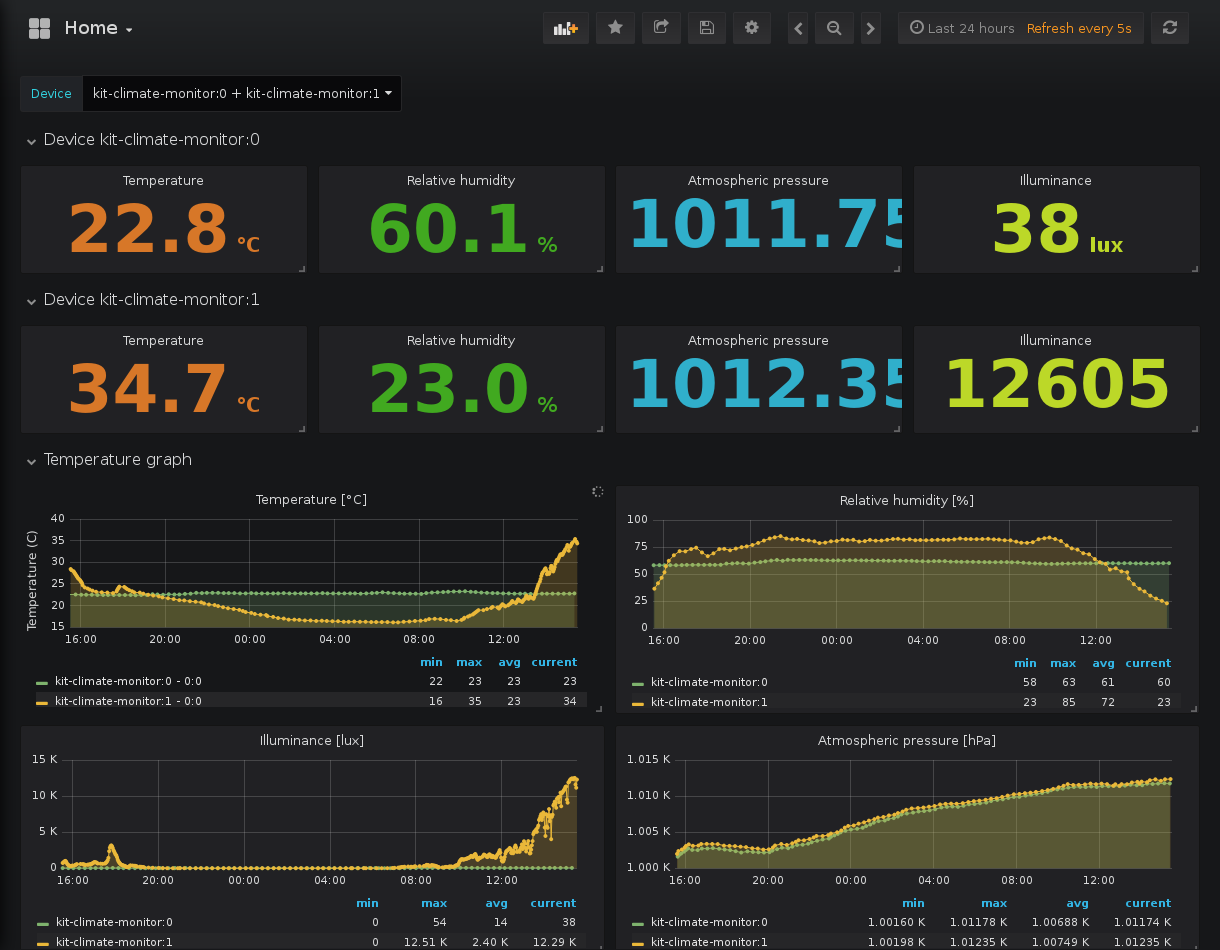 Home
Last 24 hours Refresh every 5s
Device kit-climate-monitor:0 + kit-climate-monitor:1
Device kit-climate-monitor:0
Temperature Relative humidity Atmospheric pressure Illuminance
22.8 °C 60.1 % 1011.75 38 lux
Device kit-climate-monitor:1
Temperature Relative humidity Atmospheric pressure Illuminance
34.7 °C 23.0 % 1012.35 12605
Temperature graph
Temperature [°C]
Temperature (C)
40
35
30
25
20
15
16:00 20:00 00:00 04:00 08:00 12:00
min max avg current
kit-climate-monitor:0 - 0:0 22 23 23 23
kit-climate-monitor:1 - 0:0 16 35 23 34
Relative humidity [%]
100
75
50
25
0
16:00 20:00 00:00 04:00 08:00 12:00
min max avg current
kit-climate-monitor:0 58 63 61 60
kit-climate-monitor:1 23 85 72 23
Illuminance [lux]
15 K
10 K
5 K
0
16:00 20:00 00:00 04:00 08:00 12:00
min max avg current
kit-climate-monitor:0 0 54 14 38
kit-climate-monitor:1 0 12.51 K 2.40 K 12.29 K
Atmospheric pressure [hPa]
1.015 K
1.010 K
1.005 K
1.000 K
16:00 20:00 00:00 04:00 08:00 12:00
min max avg current
kit-climate-monitor:0 1.00160 K 1.01178 K 1.00688 K 1.01174 K
kit-climate-monitor:1 1.00198 K 1.01235 K 1.00749 K 1.01235 K